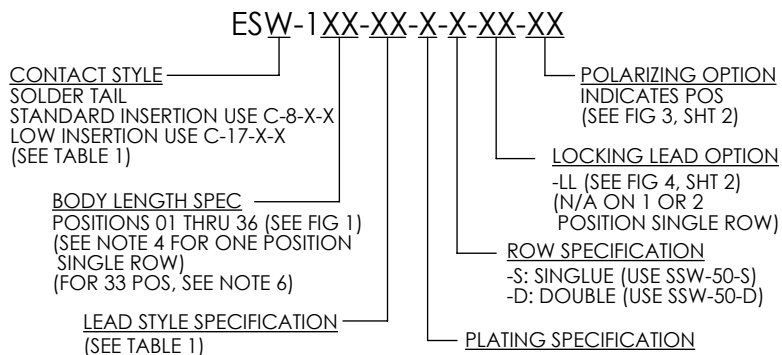 ESW-1XX-XX-X-X-XX-XX
CONTACT STYLE
SOLDER TAIL
STANDARD INSERTION USE C-8-X-X
LOW INSERTION USE C-17-X-X
(SEE TABLE 1)
BODY LENGTH SPEC
POSITIONS 01 THRU 36 (SEE FIG 1)
(SEE NOTE 4 FOR ONE POSITION
SINGLE ROW)
(FOR 33 POS, SEE NOTE 6)
LEAD STYLE SPECIFICATION
(SEE TABLE 1)
POLARIZING OPTION
INDICATES POS
(SEE FIG 3, SHT 2)
LOCKING LEAD OPTION
-LL (SEE FIG 4, SHT 2)
(N/A ON 1 OR 2
POSITION SINGLE ROW)
ROW SPECIFICATION
-S: SINGLUE (USE SSW-50-S)
-D: DOUBLE (USE SSW-50-D)
PLATING SPECIFICATION